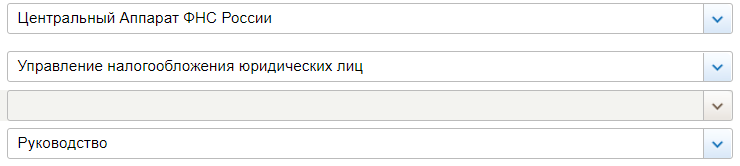 Центральный Аппарат ФНС России
Управление налогообложения юридических лиц
Руководство